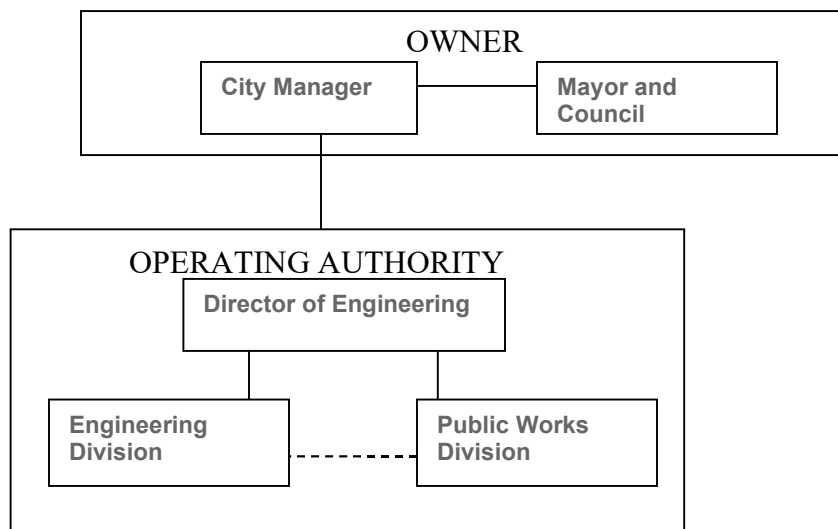 OWNER
City Manager
Mayor and
Council
OPERATING AUTHORITY
Director of Engineering
Engineering
Division
Public Works
Division